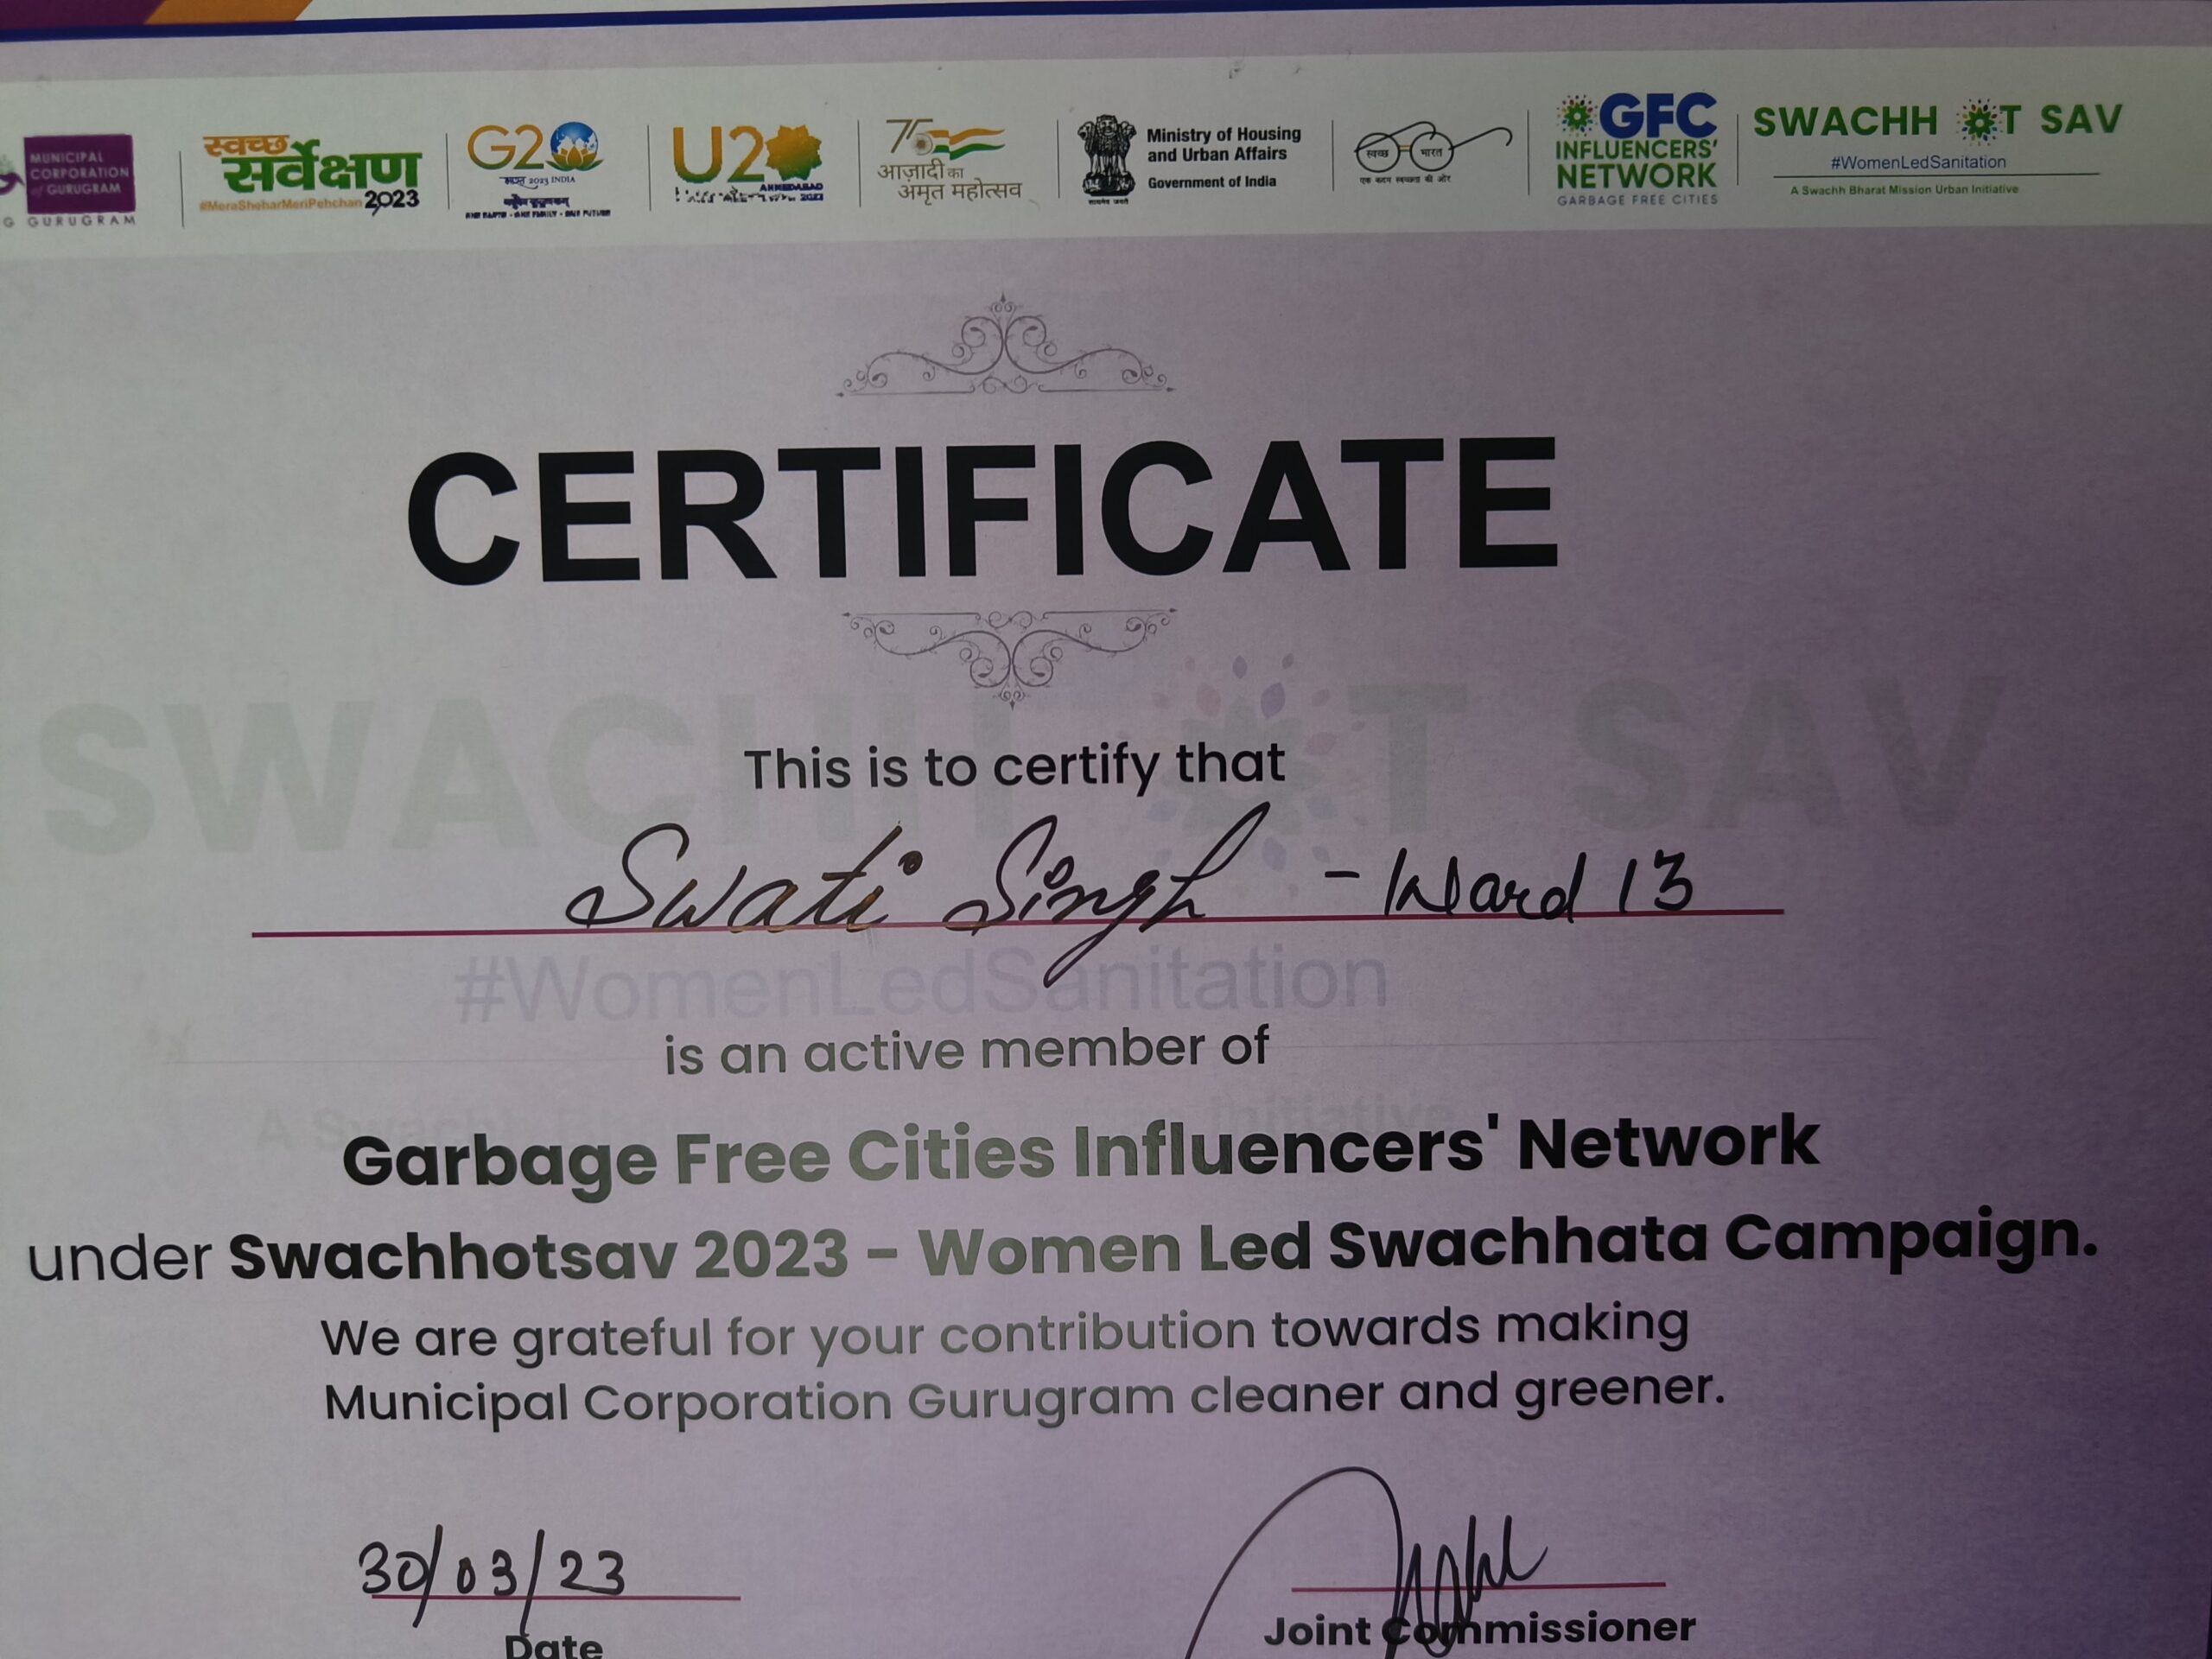 MUNICIPAL
CORPORATION
of GURUGRAM
G GURUGRAM
स्वच्छ
सर्वेक्षण
#MeraSheharMeriPehchan 2023
G20
भारत 2023 INDIA
वसुधैव कुटुम्बकम्
ONE EARTH • ONE FAMILY • ONE FUTURE
U20
AHMEDABAD
2023
75
आज़ादी का
अमृत महोत्सव
सत्यमेव जयते
Ministry of Housing
and Urban Affairs
Government of India
स्वच्छ भारत
एक कदम स्वच्छता की ओर
GFC
INFLUENCERS'
NETWORK
GARBAGE FREE CITIES
SWACHH T SAV
#WomenLedSanitation
A Swachh Bharat Mission Urban Initiative
CERTIFICATE
SWACHH T SAV
This is to certify that
Swati Singh - Ward 13
#WomenLedSanitation
is an active member of
A Swachh Initiative
Garbage Free Cities Influencers' Network
under Swachhotsav 2023 – Women Led Swachhata Campaign.
We are grateful for your contribution towards making
Municipal Corporation Gurugram cleaner and greener.
30/03/23
Date
Joint Commissioner